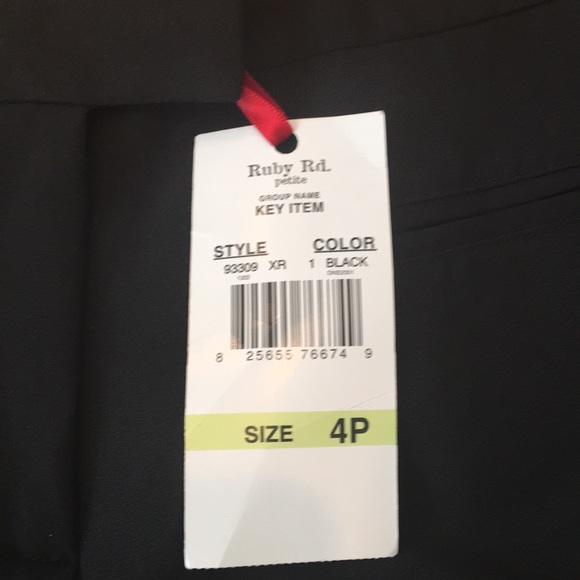 Ruby Rd.
petite
GROUP NAME
KEY ITEM
STYLE COLOR
93309 XR 1 BLACK
8 25655 76674 9
SIZE 4P